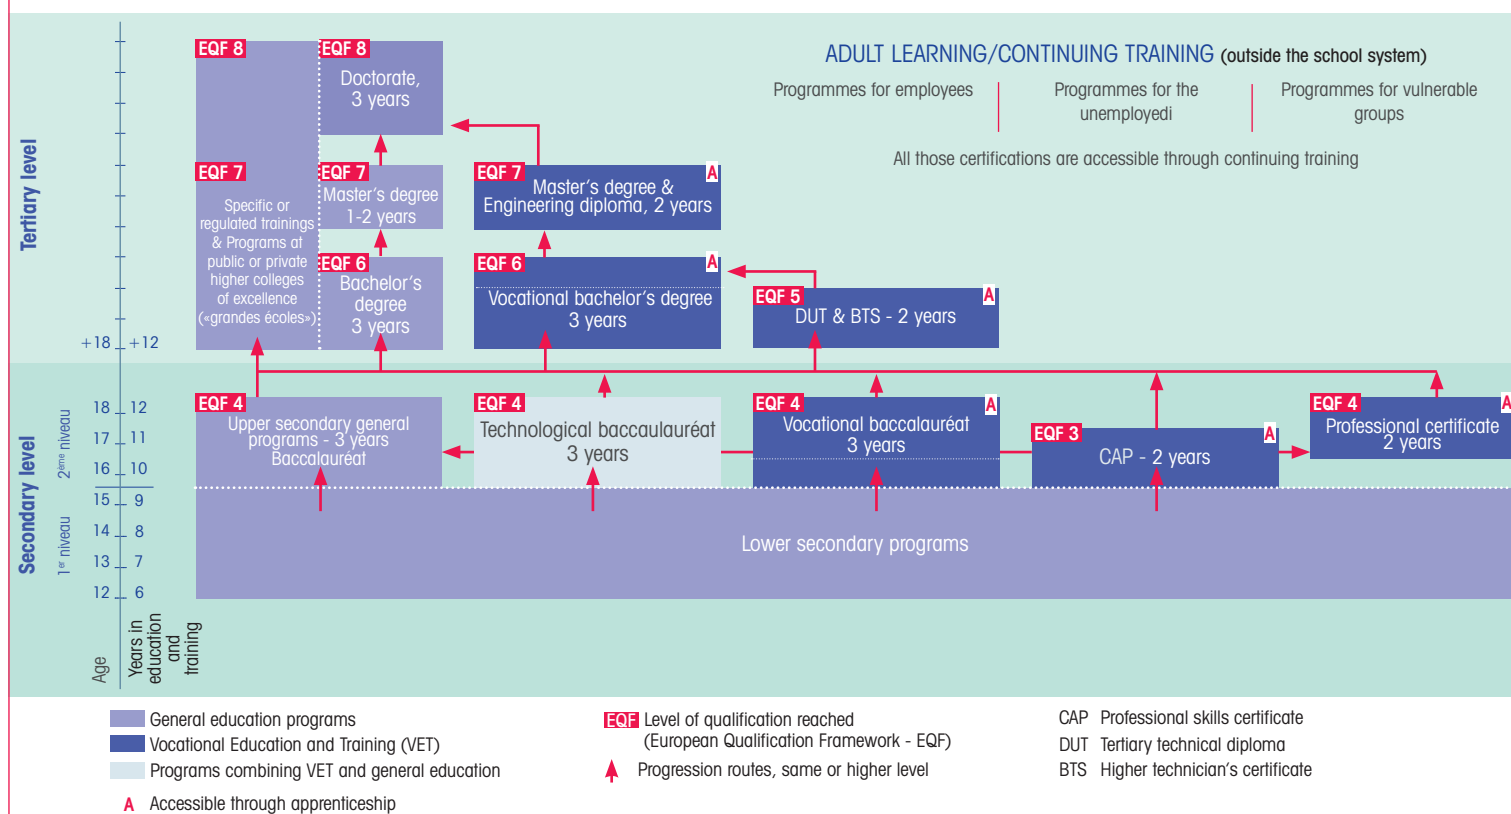 ADULT LEARNING/CONTINUING TRAINING (outside the school system)
Programmes for employees
Programmes for the
unemployedi
Programmes for vulnerable
groups
All those certifications are accessible through continuing training
Tertiary level
EQF 8
EQF 8
Doctorate,
3 years
EQF 7
Specific or
regulated trainings
& Programs at
public or private
higher colleges
of excellence
(«grandes écoles»)
EQF 7
Master's degree
1-2 years
EQF 7
A
Master's degree &
Engineering diploma, 2 years
EQF 6
Bachelor's
degree
3 years
EQF 6
A
Vocational bachelor's degree
3 years
EQF 5
A
DUT & BTS - 2 years
+18 +12
Secondary level
2ème niveau
1er niveau
18 12
17 11
16 10
15 9
14 8
13 7
12 6
Age
Years in
education
and
training
EQF 4
Upper secondary general
programs - 3 years
Baccalauréat
EQF 4
Technological baccaulauréat
3 years
EQF 4
A
Vocational baccalauréat
3 years
EQF 3
A
CAP - 2 years
EQF 4
A
Professional certificate
2 years
Lower secondary programs
General education programs
Vocational Education and Training (VET)
Programs combining VET and general education
A Accessible through apprenticeship
EQF Level of qualification reached
(European Qualification Framework - EQF)
Progression routes, same or higher level
CAP Professional skills certificate
DUT Tertiary technical diploma
BTS Higher technician's certificate